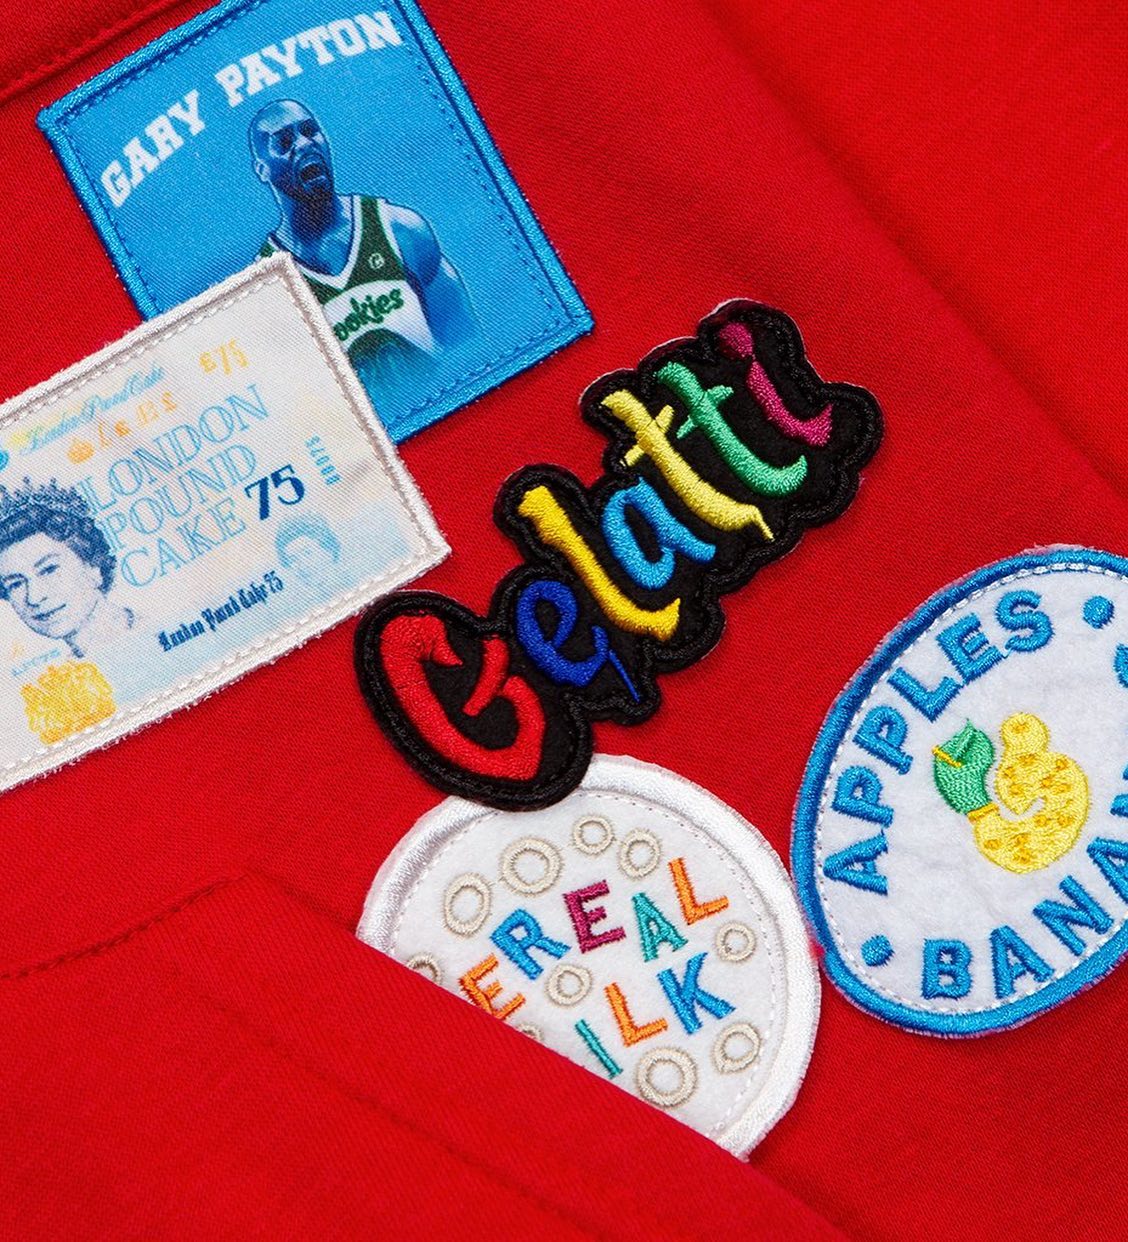 GARY PAYTON
ookies
London Pound Cake
£75
LONDON
POUND
CAKE 75
London Pound Cake 75
Gelatti
EREAL
ILK
APPLES
BANA